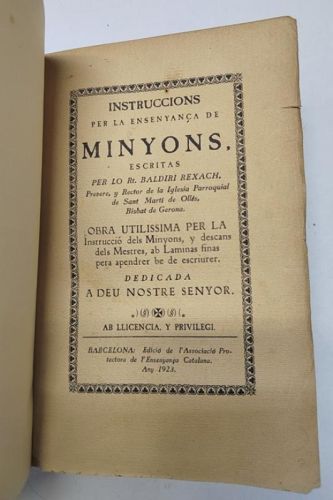 INSTRUCCIONS
PER LA ENSENYANÇA DE
MINYONS,
ESCRITAS
PER LO Rt. BALDIRI REXACH,
Prevere, y Rector de la Iglesia Parroquial
de Sant Martí de Ollés,
Bisbat de Gerona.
OBRA UTILISSIMA PER LA
Instrucció dels Minyons, y descans
dels Mestres, ab Laminas finas
pera apendrer be de escriurer.
DEDICADA
A DEU NOSTRE SENYOR.
AB LLICENCIA, Y PRIVILEGI.
BARCELONA: Edició de l'Associació Pro-
tectora de l'Ensenyança Catalana.
Any 1923.